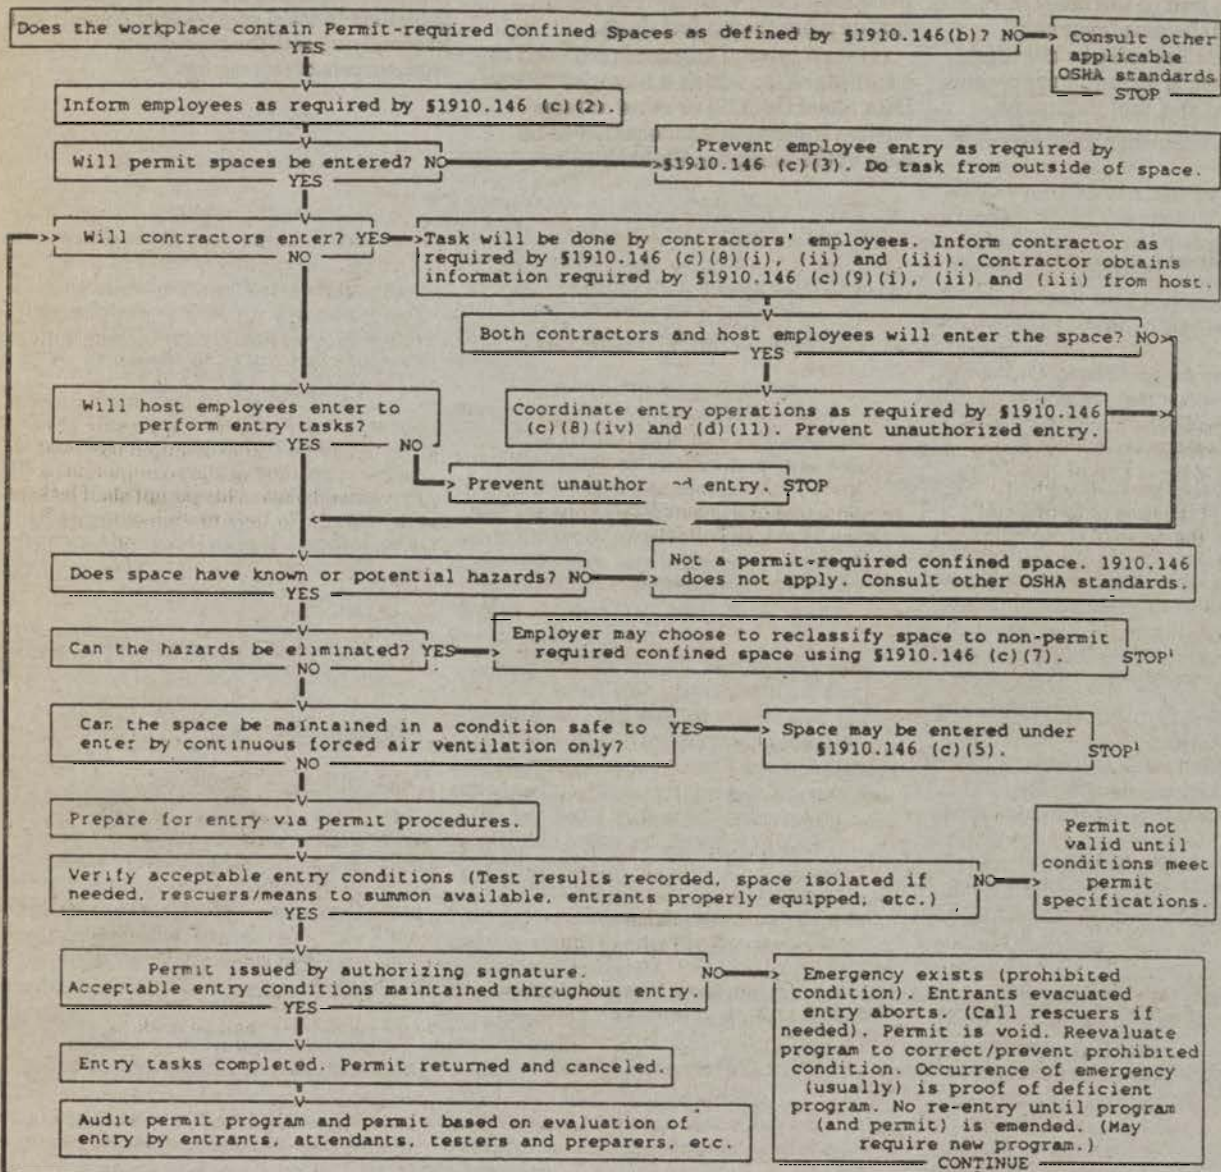 Does the workplace contain Permit-required Confined Spaces as defined by §1910.146(b)? NO
YES
Consult other
applicable
OSHA standards
STOP
Inform employees as required by §1910.146 (c)(2).
Will permit spaces be entered? NO
YES
Prevent employee entry as required by
§1910.146 (c)(3). Do task from outside of space.
Will contractors enter? YES
NO
Task will be done by contractors' employees. Inform contractor as
required by §1910.146 (c)(8)(i), (ii) and (iii). Contractor obtains
information required by §1910.146 (c)(9)(i), (ii) and (iii) from host.
Both contractors and host employees will enter the space? NO
YES
Will host employees enter to
perform entry tasks?
YES NO
Coordinate entry operations as required by §1910.146
(c)(8)(iv) and (d)(11). Prevent unauthorized entry.
Prevent entry. STOP
Does space have known or potential hazards? NO
YES
Not a permit-required confined space. 1910.146
does not apply. Consult other OSHA standards.
Can the hazards be eliminated? YES
NO
Employer may choose to reclassify space to non-permit
required confined space using §1910.146 (c)(7). STOP¹
Can the space be maintained in a condition safe to YES
enter by continuous forced air ventilation only?
NO
Space may be entered under
§1910.146 (c)(5). STOP¹
Prepare for entry via permit procedures.
Verify acceptable entry conditions (Test results recorded, space isolated if NO
needed, rescuers/means to summon available, entrants properly equipped, etc.)
YES
Permit not
valid until
conditions meet
permit
specifications.
Permit issued by authorizing signature. NO
Acceptable entry conditions maintained throughout entry.
YES
Emergency exists (prohibited
condition). Entrants evacuated
entry aborts. (Call rescuers if
needed). Permit is void. Reevaluate
program to correct/prevent prohibited
condition. Occurrence of emergency
(usually) is proof of deficient
program. No re-entry until program
(and permit) is emended. (May
require new program.)
CONTINUE
Entry tasks completed. Permit returned and canceled.
Audit permit program and permit based on evaluation of
entry by entrants, attendants, testers and preparers, etc.